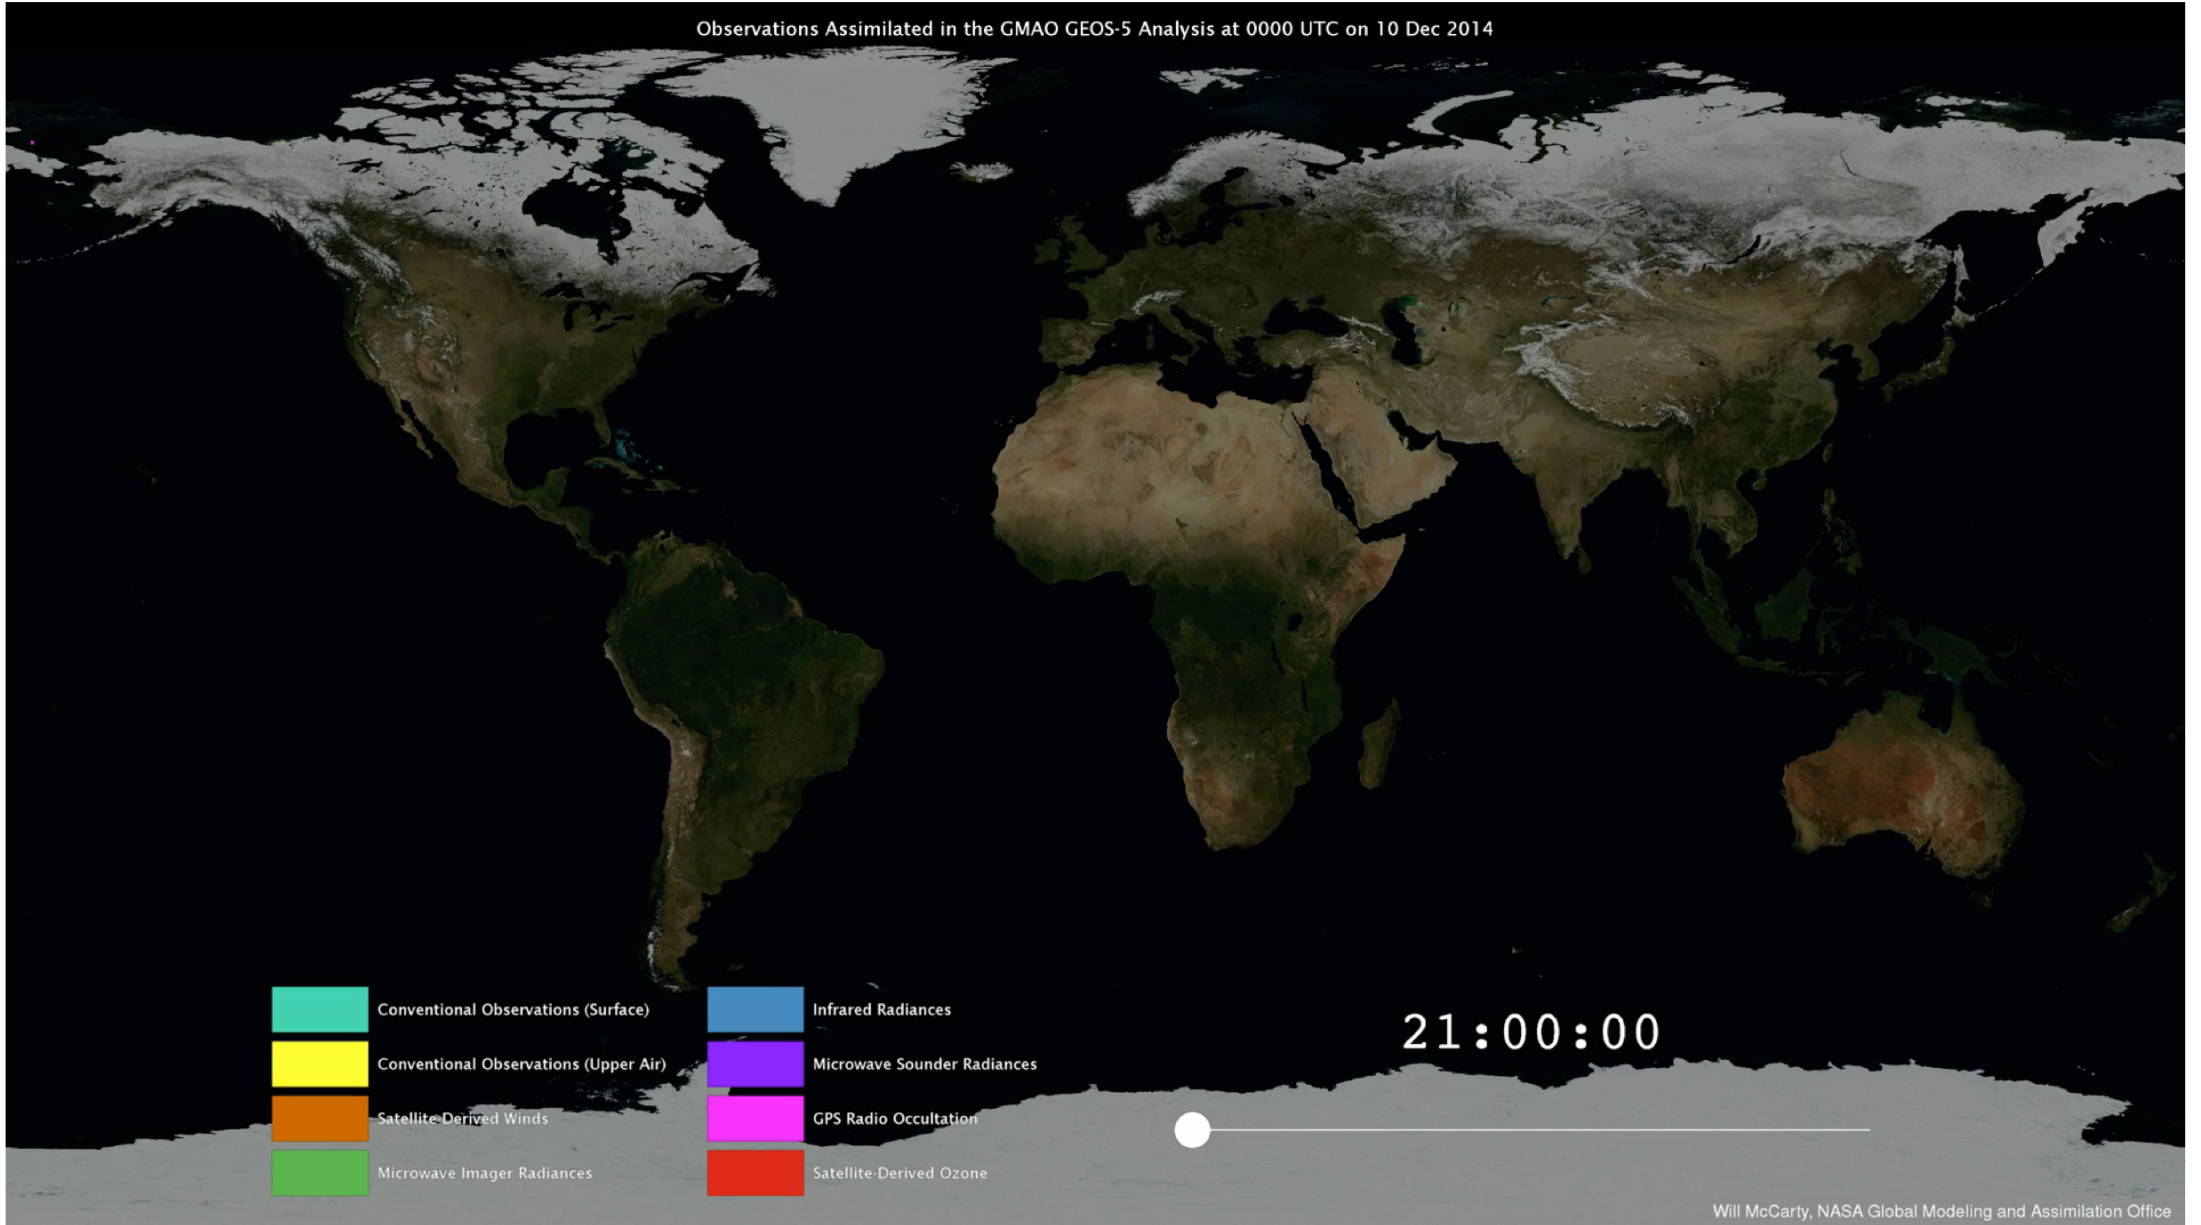 Observations Assimilated in the GMAO GEOS-5 Analysis at 0000 UTC on 10 Dec 2014
Conventional Observations (Surface)
Conventional Observations (Upper Air)
Satellite Derived Winds
Microwave Imager Radiances
Infrared Radiances
Microwave Sounder Radiances
GPS Radio Occultation
Satellite-Derived Ozone
21:00:00
Will McCarty, NASA Global Modeling and Assimilation Office